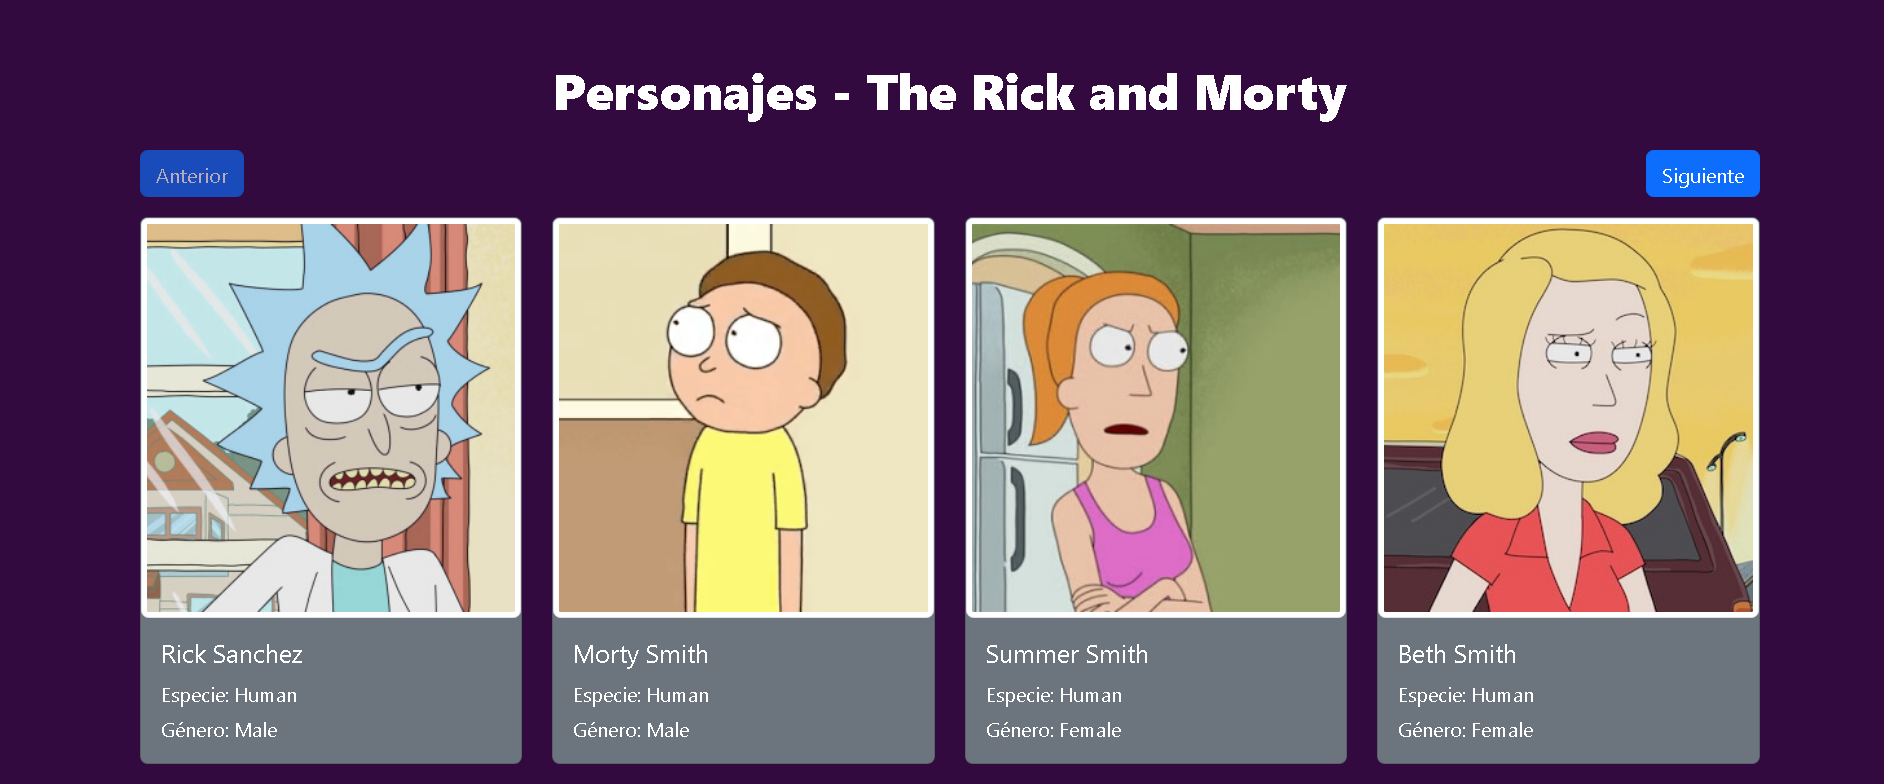 Personajes - The Rick and Morty
Anterior
Siguiente
Rick Sanchez
Especie: Human
Género: Male
Morty Smith
Especie: Human
Género: Male
Summer Smith
Especie: Human
Género: Female
Beth Smith
Especie: Human
Género: Female